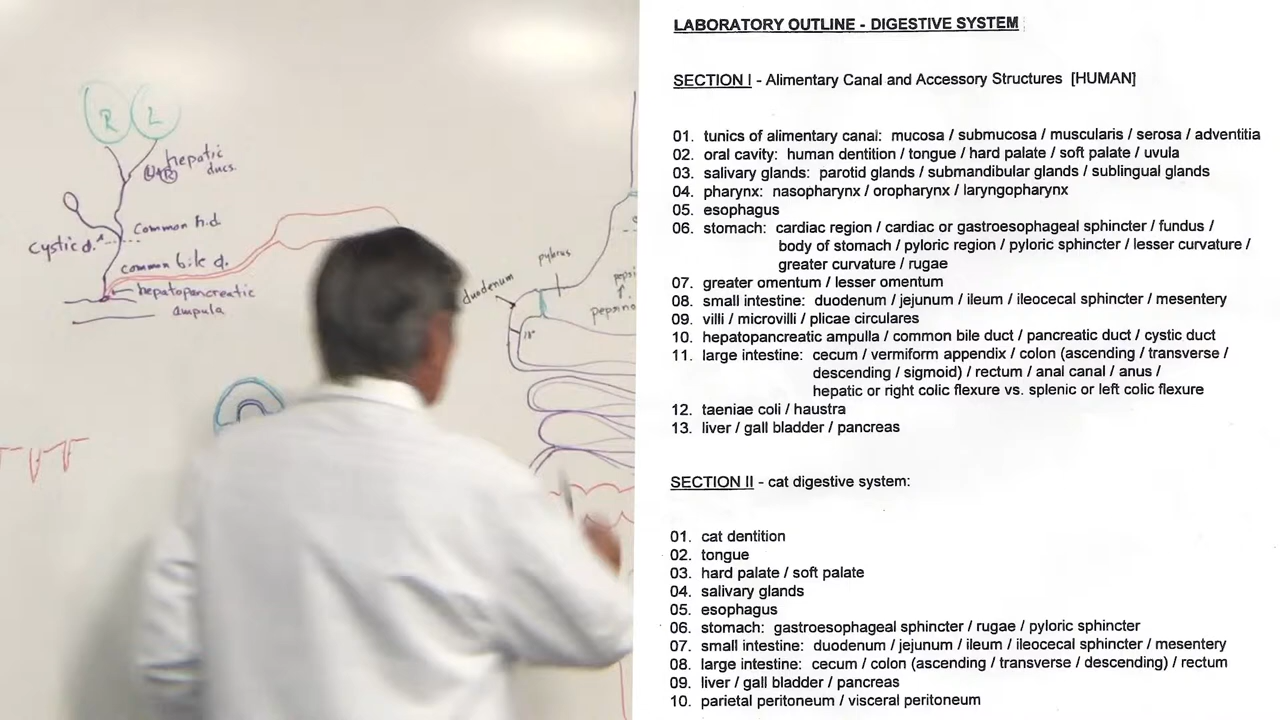 R L
hepatic
L R ducs.
Common h.d
cystic d.
common bile d.
hepatopancreatic
ampula
duodenum
pylorus
10"
pepsi
pepsino
LABORATORY OUTLINE - DIGESTIVE SYSTEM
SECTION I - Alimentary Canal and Accessory Structures [HUMAN]
01. tunics of alimentary canal: mucosa / submucosa / muscularis / serosa / adventitia
02. oral cavity: human dentition / tongue / hard palate / soft palate / uvula
03. salivary glands: parotid glands / submandibular glands / sublingual glands
04. pharynx: nasopharynx / oropharynx / laryngopharynx
05. esophagus
06. stomach: cardiac region / cardiac or gastroesophageal sphincter / fundus /
body of stomach / pyloric region / pyloric sphincter / lesser curvature /
greater curvature / rugae
07. greater omentum / lesser omentum
08. small intestine: duodenum / jejunum / ileum / ileocecal sphincter / mesentery
09. villi / microvilli / plicae circulares
10. hepatopancreatic ampulla / common bile duct / pancreatic duct / cystic duct
11. large intestine: cecum / vermiform appendix / colon (ascending / transverse /
descending / sigmoid) / rectum / anal canal / anus /
hepatic or right colic flexure vs. splenic or left colic flexure
12. taeniae coli / haustra
13. liver / gall bladder / pancreas
SECTION II - cat digestive system:
01. cat dentition
02. tongue
03. hard palate / soft palate
04. salivary glands
05. esophagus
06. stomach: gastroesophageal sphincter / rugae / pyloric sphincter
07. small intestine: duodenum / jejunum / ileum / ileocecal sphincter / mesentery
08. large intestine: cecum / colon (ascending / transverse / descending) / rectum
09. liver / gall bladder / pancreas
10. parietal peritoneum / visceral peritoneum